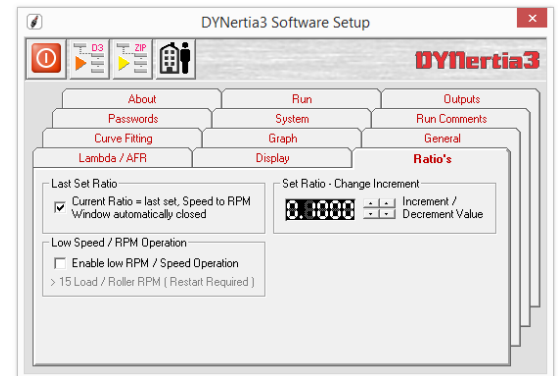 DYNertia3 Software Setup
D3
ZIP
DYNertia3
About
Run
Outputs
Passwords
System
Run Comments
Curve Fitting
Graph
General
Lambda / AFR
Display
Ratio's
Last Set Ratio
Current Ratio = last set, Speed to RPM
Window automatically closed
Set Ratio - Change Increment
Increment /
Decrement Value
Low Speed / RPM Operation
Enable low RPM / Speed Operation
> 15 Load / Roller RPM ( Restart Required )